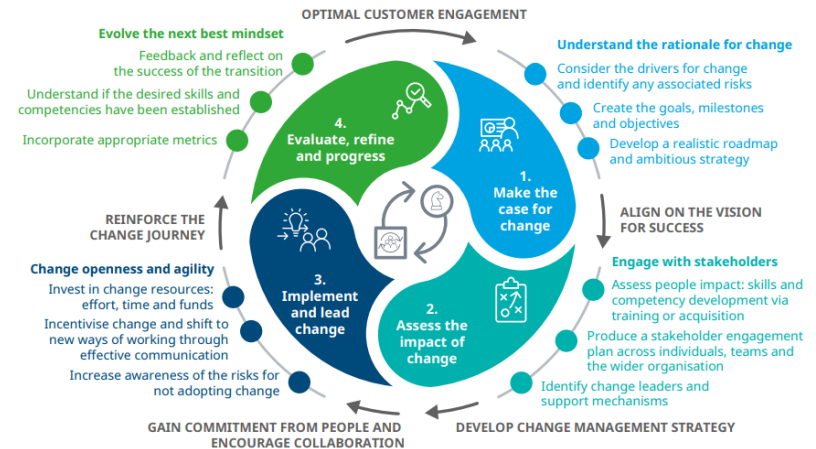 OPTIMAL CUSTOMER ENGAGEMENT
Understand the rationale for change
Consider the drivers for change
and identify any associated risks
Create the goals, milestones
and objectives
Develop a realistic roadmap
and ambitious strategy
1.
Make the
case for
change
ALIGN ON THE VISION
FOR SUCCESS
Engage with stakeholders
Assess people impact: skills and
competency development via
training or acquisition
Produce a stakeholder engagement
plan across individuals, teams and
the wider organisation
Identify change leaders and
support mechanisms
2.
Assess the
impact of
change
DEVELOP CHANGE MANAGEMENT STRATEGY
GAIN COMMITMENT FROM PEOPLE AND
ENCOURAGE COLLABORATION
Change openness and agility
Invest in change resources:
effort, time and funds
Incentivise change and shift to
new ways of working through
effective communication
Increase awareness of the risks for
not adopting change
3.
Implement
and lead
change
REINFORCE THE
CHANGE JOURNEY
Evolve the next best mindset
Feedback and reflect on
the success of the transition
Understand if the desired skills and
competencies have been established
Incorporate appropriate metrics
4.
Evaluate, refine
and progress